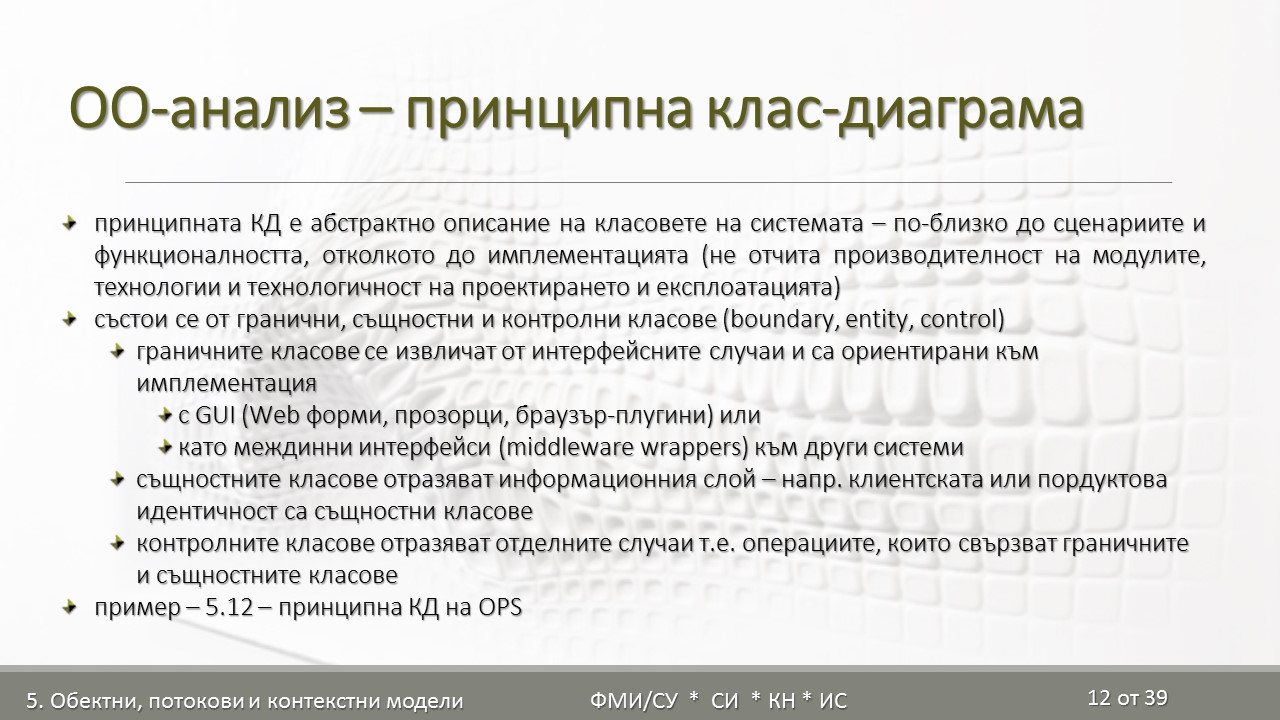 ОО-анализ – принципна клас-диаграма
принципната КД е абстрактно описание на класовете на системата – по-близко до сценариите и
функционалността, отколкото до имплементацията (не отчита производителност на модулите,
технологии и технологичност на проектирането и експлоатацията)
състои се от гранични, същностни и контролни класове (boundary, entity, control)
граничните класове се извличат от интерфейсните случаи и са ориентирани към
имплементация
с GUI (Web форми, прозорци, браузър-плугини) или
като междинни интерфейси (middleware wrappers) към други системи
същностните класове отразяват информационния слой – напр. клиентската или пордуктова
идентичност са същностни класове
контролните класове отразяват отделните случаи т.е. операциите, които свързват граничните
и същностните класове
пример – 5.12 – принципна КД на OPS
5. Обектни, потокови и контекстни модели ФМИ/СУ * СИ * КН * ИС 12 от 39